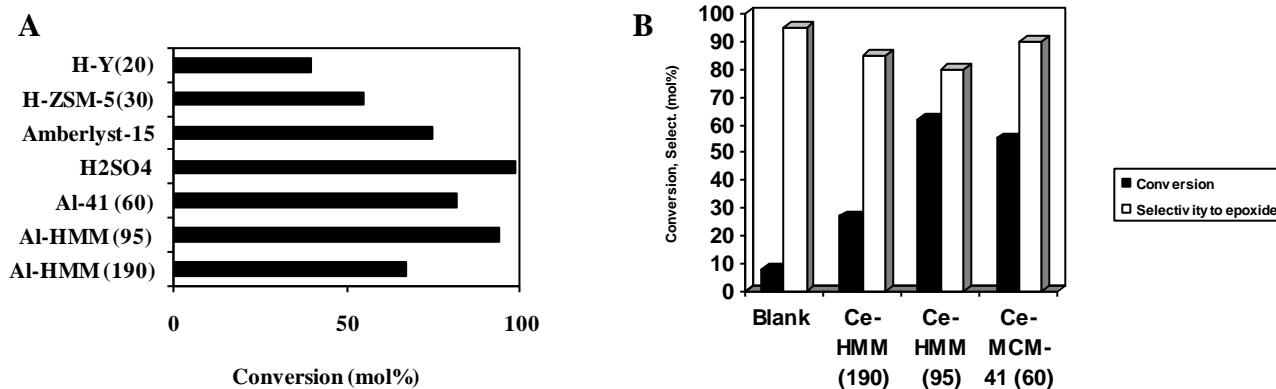 A
H-Y(20)
H-ZSM-5(30)
Amberlyst-15
H2SO4
Al-41 (60)
Al-HMM (95)
Al-HMM (190)
0 50 100
Conversion (mol%)
B
Conversion, Select. (mol%)
100
90
80
70
60
50
40
30
20
10
0
Blank
Ce-
HMM
(190)
Ce-
HMM
(95)
Ce-
MCM-
41 (60)
Conversion
Selectivity to epoxide